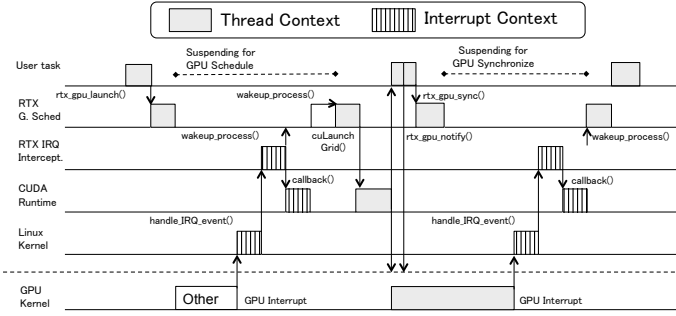 Thread Context
Interrupt Context
Suspending for
GPU Schedule
Suspending for
GPU Synchronize
User task
rtx_gpu_launch()
wakeup_process()
rtx_gpu_sync()
RTX
G. Sched
wakeup_process()
cuLaunch
Grid()
rtx_gpu_notify()
wakeup_process()
RTX IRQ
Intercept.
callback()
callback()
CUDA
Runtime
handle_IRQ_event()
handle_IRQ_event()
Linux
Kernel
GPU
Kernel
Other
GPU Interrupt
GPU Interrupt